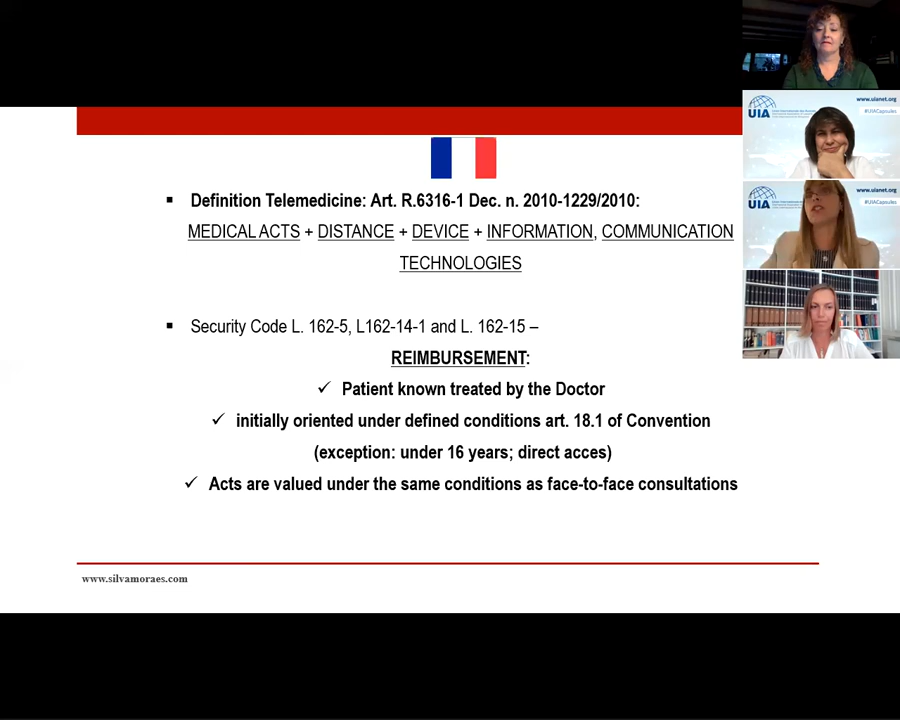 ▪ Definition Telemedicine: Art. R.6316-1 Dec. n. 2010-1229/2010:
MEDICAL ACTS + DISTANCE + DEVICE + INFORMATION, COMMUNICATION
TECHNOLOGIES
▪ Security Code L. 162-5, L162-14-1 and L. 162-15 –
REIMBURSEMENT:
✓ Patient known treated by the Doctor
✓ initially oriented under defined conditions art. 18.1 of Convention
(exception: under 16 years; direct acces)
✓ Acts are valued under the same conditions as face-to-face consultations
www.silvamoraes.com
www.uianet.org
UIA
#UIACapsules
www.uianet.org
UIA
#UIACapsules